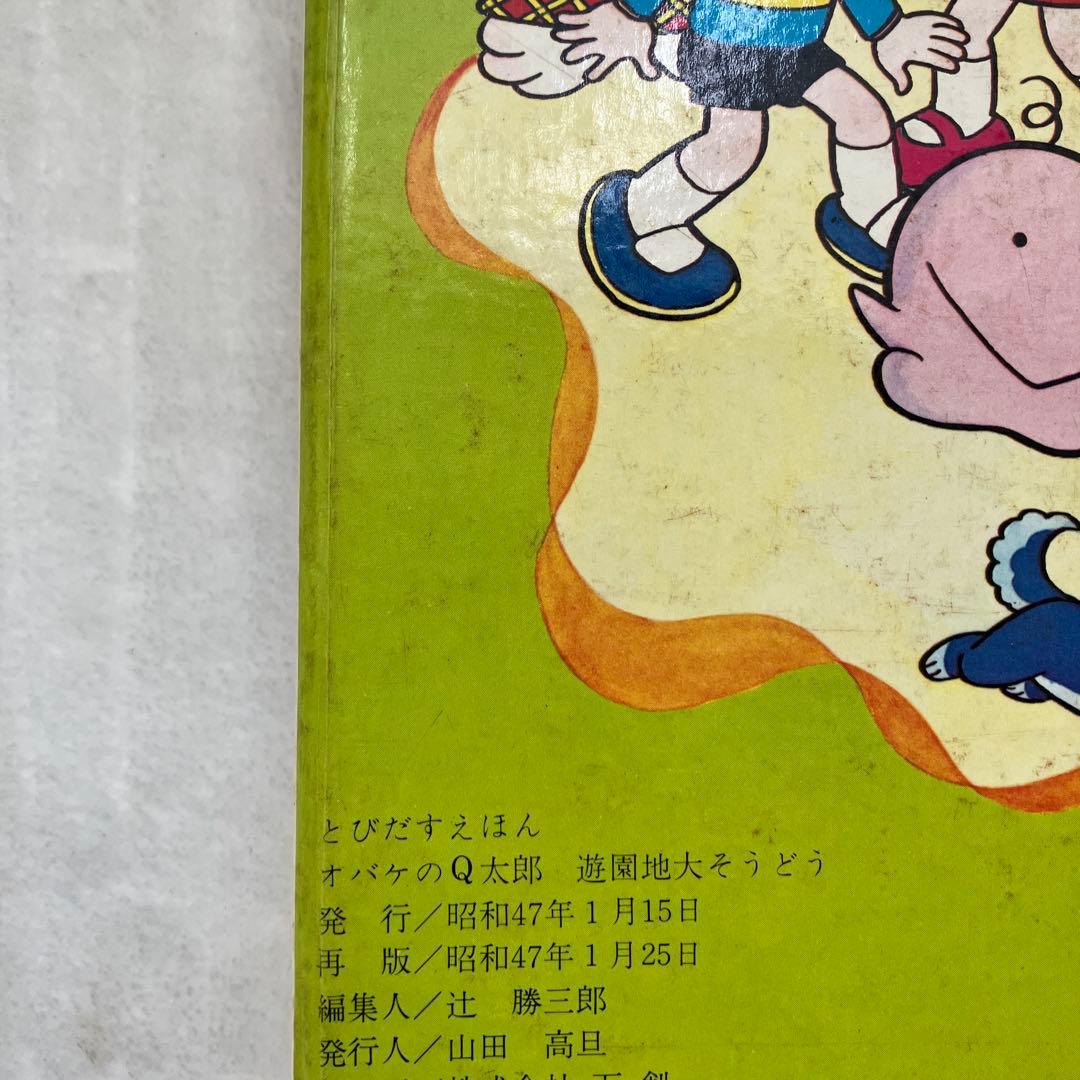 とびだすえほん
オバケのQ太郎　遊園地大そうどう
発　行／昭和47年1月15日
再　版／昭和47年1月25日
編集人／辻　勝三郎
発行人／山田　高旦